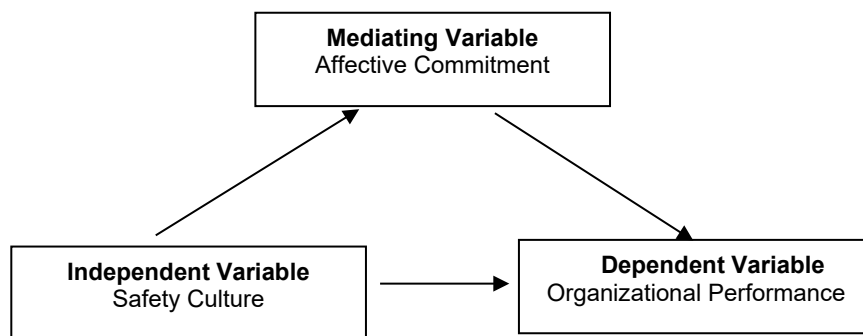 Mediating Variable
Affective Commitment
Independent Variable
Safety Culture
Dependent Variable
Organizational Performance